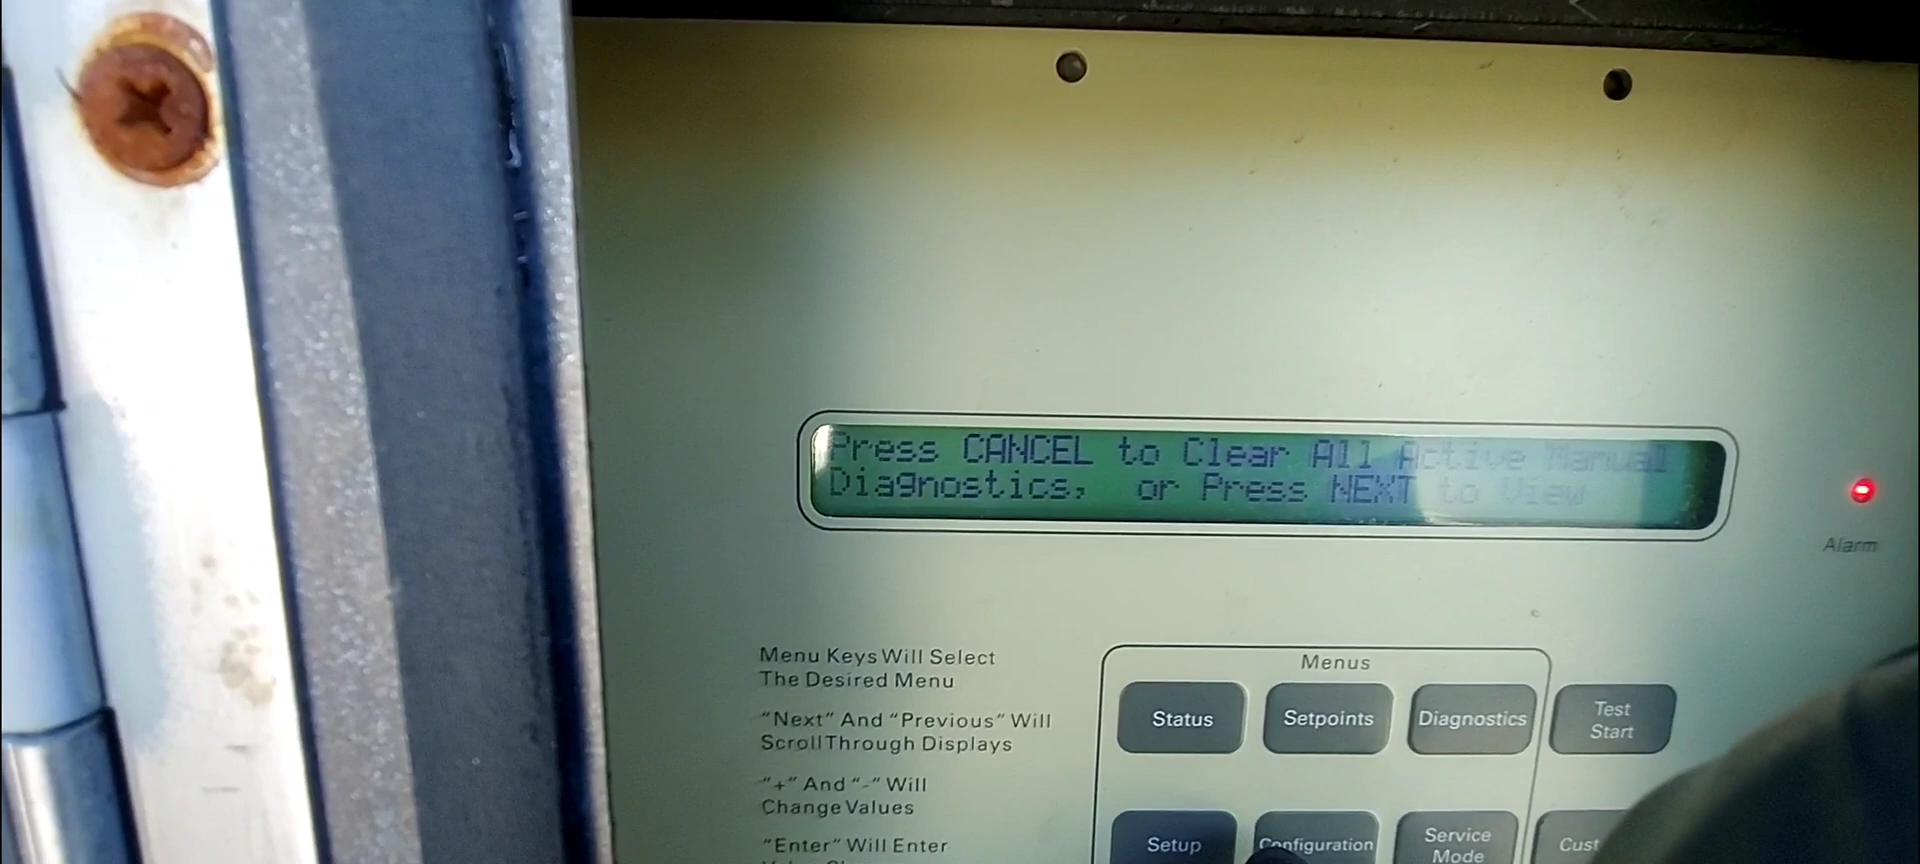 Press CANCEL to Clear All Active Manual
Diagnostics, or Press NEXT to View
Alarm
Menu Keys Will Select
The Desired Menu
"Next" And "Previous" Will
Scroll Through Displays
"+" And "-" Will
Change Values
"Enter" Will Enter
Menus
Status
Setpoints
Diagnostics
Test
Start
Setup
Configuration
Service
Mode